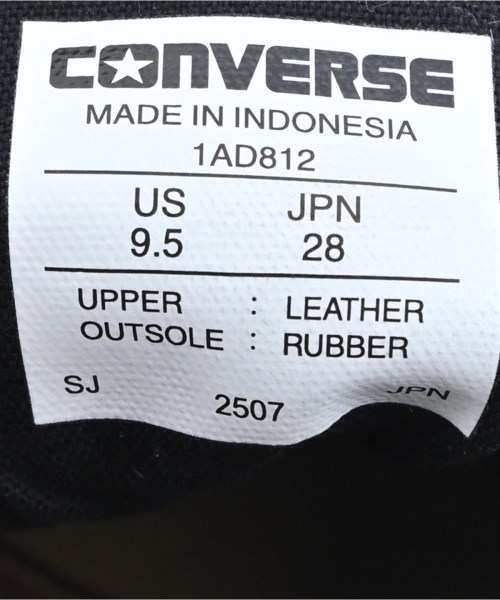 CONVERSE
MADE IN INDONESIA
1AD812
US JPN
9.5 28
UPPER : LEATHER
OUTSOLE : RUBBER
SJ 2507 JPN